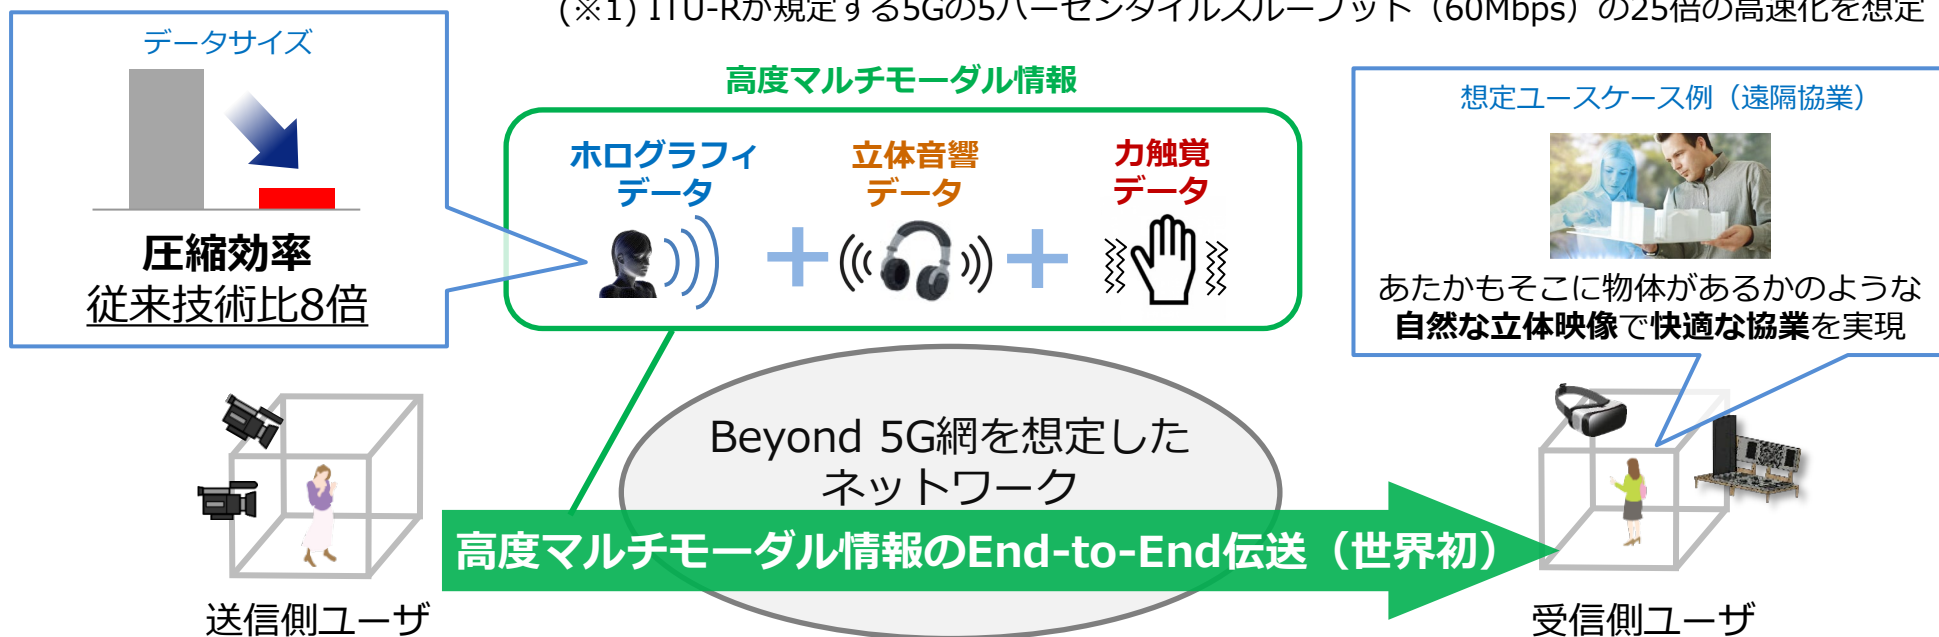 (※1) ITU-Rが規定する5Gの5パーセンタイルスループット（60Mbps）の25倍の高速化を想定
データサイズ
圧縮効率
従来技術比8倍
高度マルチモーダル情報
ホログラフィ
データ
立体音響
データ
力触覚
データ
想定ユースケース例（遠隔協業）
あたかもそこに物体があるかのような
自然な立体映像で快適な協業を実現
Beyond 5G網を想定した
ネットワーク
高度マルチモーダル情報のEnd-to-End伝送（世界初）
送信側ユーザ
受信側ユーザ